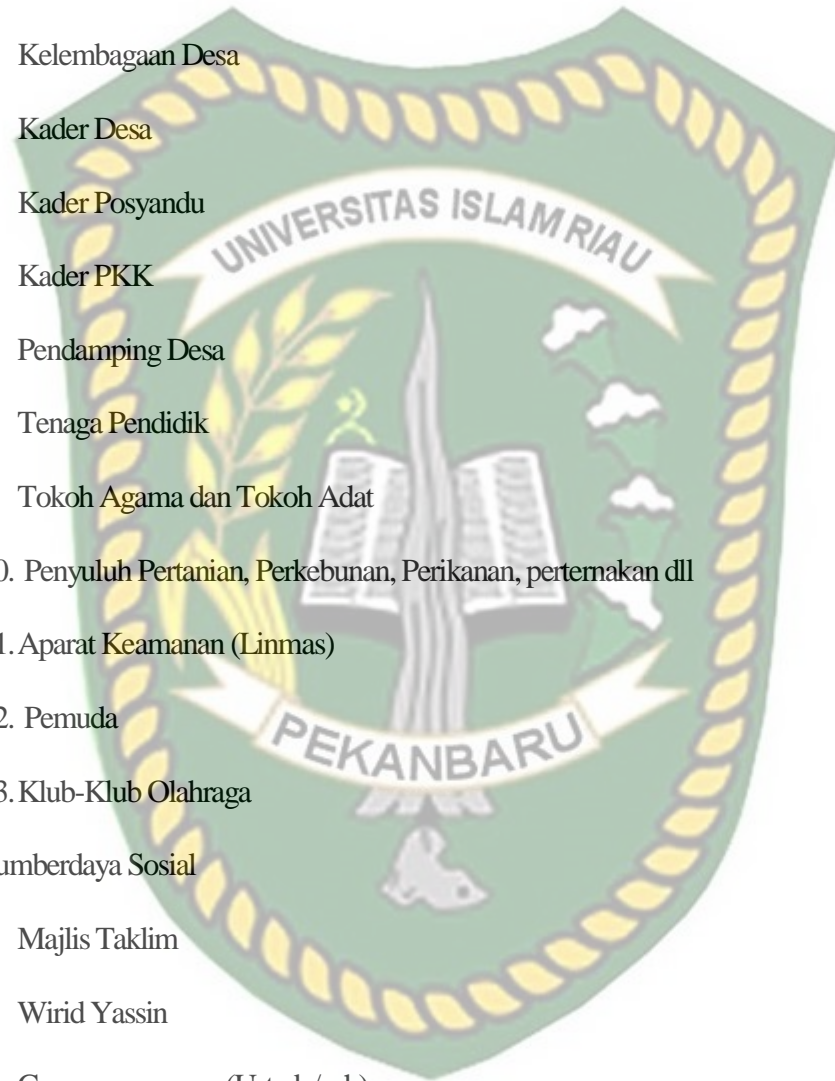 Kelembagaan Desa
Kader Desa
Kader Posyandu
UNIVERSITAS ISLAM RIAU
Kader PKK
Pendamping Desa
Tenaga Pendidik
Tokoh Agama dan Tokoh Adat
0. Penyuluh Pertanian, Perkebunan, Perikanan, perternakan dll
1. Aparat Keamanan (Linmas)
2. Pemuda
PEKANBARU
3. Klub-Klub Olahraga
umberdaya Sosial
Majlis Taklim
Wirid Yassin